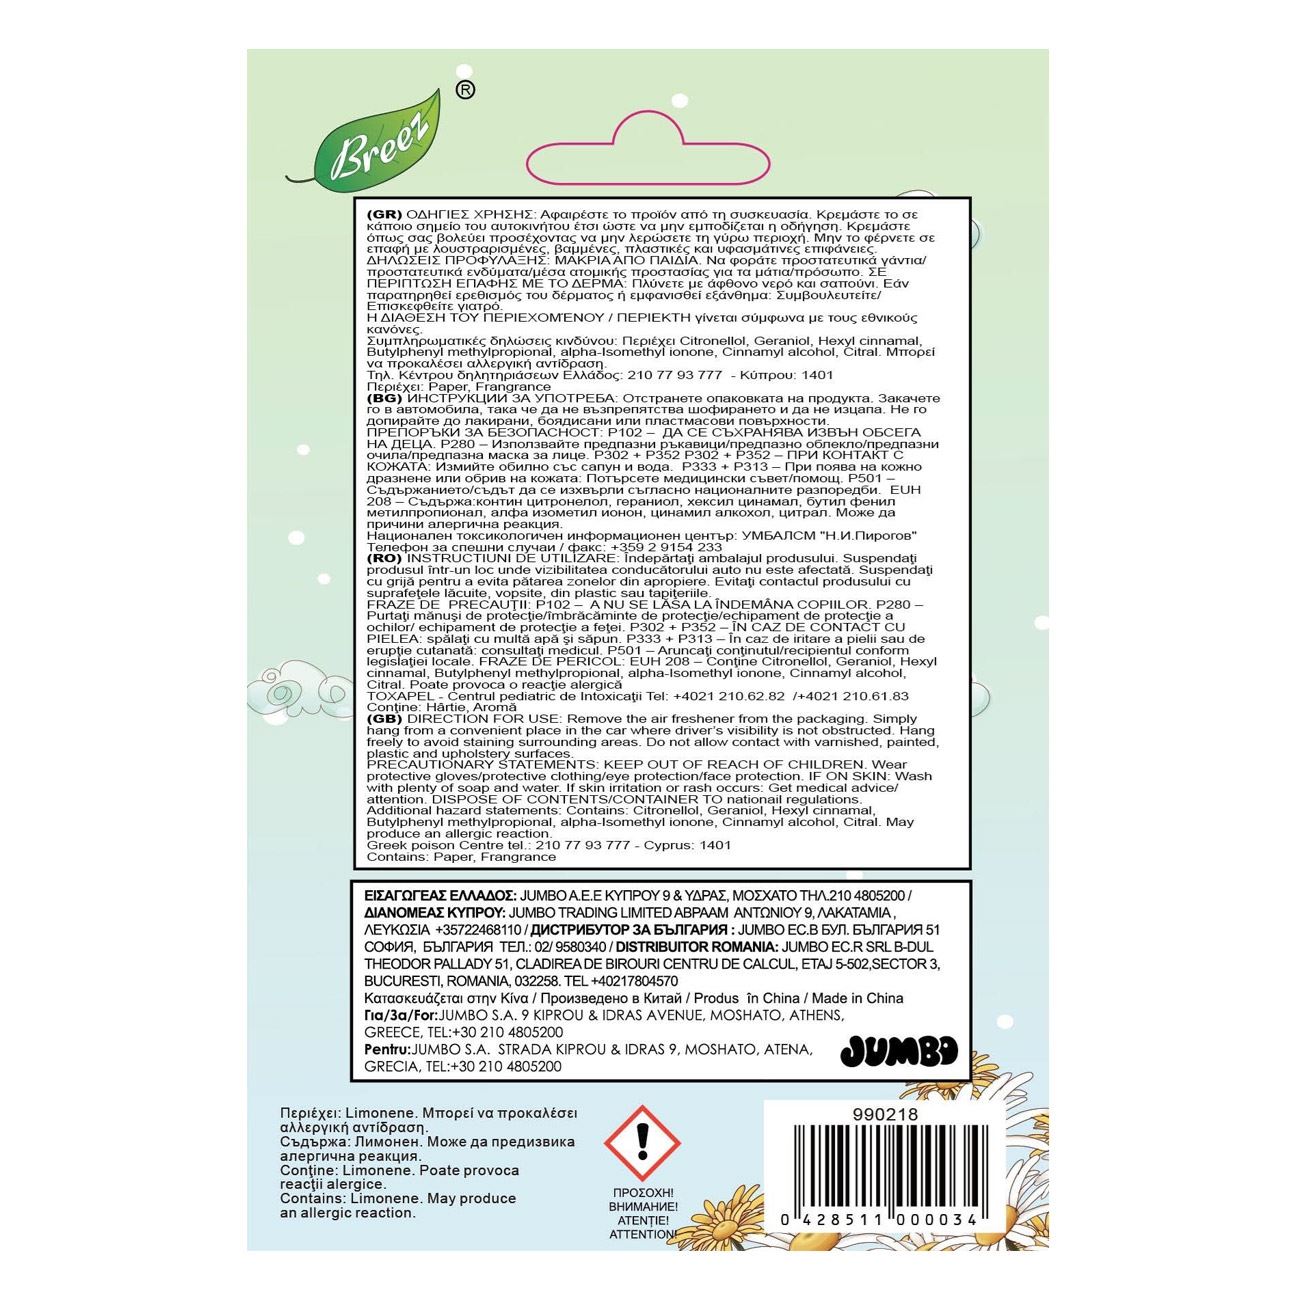 Breez ®
(GR) ΟΔΗΓΙΕΣ ΧΡΗΣΗΣ: Αφαιρέστε το προϊόν από τη συσκευασία. Κρεμάστε το σε
κάποιο σημείο του αυτοκινήτου έτσι ώστε να μην εμποδίζεται η οδήγηση. Κρεμάστε
όπως σας βολεύει προσέχοντας να μην λερώσετε τη γύρω περιοχή. Μην το φέρνετε σε
επαφή με λουστραρισμένες, βαμμένες, πλαστικές και υφασμάτινες επιφάνειες.
ΔΗΛΩΣΕΙΣ ΠΡΟΦΥΛΑΞΗΣ: ΜΑΚΡΙΑ ΑΠΟ ΠΑΙΔΙΑ. Να φοράτε προστατευτικά γάντια/
προστατευτικά ενδύματα/μέσα ατομικής προστασίας για τα μάτια/πρόσωπο. ΣΕ
ΠΕΡΙΠΤΩΣΗ ΕΠΑΦΗΣ ΜΕ ΤΟ ΔΕΡΜΑ: Πλύνετε με άφθονο νερό και σαπούνι. Εάν
παρατηρηθεί ερεθισμός του δέρματος ή εμφανισθεί εξάνθημα: Συμβουλευτείτε/
Επισκεφθείτε γιατρό.
Η ΔΙΑΘΕΣΗ ΤΟΥ ΠΕΡΙΕΧΟΜΈΝΟΥ / ΠΕΡΙΕΚΤΗ γίνεται σύμφωνα με τους εθνικούς
κανόνες.
Συμπληρωματικές δηλώσεις κινδύνου: Περιέχει Citronellol, Geraniol, Hexyl cinnamal,
Butylphenyl methylpropional, alpha-Isomethyl ionone, Cinnamyl alcohol, Citral. Μπορεί
να προκαλέσει αλλεργική αντίδραση.
Τηλ. Κέντρου δηλητηριάσεων Ελλάδος: 210 77 93 777 - Κύπρου: 1401
Περιέχει: Paper, Frangrance
(BG) ИНСТРУКЦИИ ЗА УПОТРЕБА: Отстранете опаковката на продукта. Закачете
го в автомобила, така че да не възпрепятства шофирането и да не изцапа. Не го
допирайте до лакирани, боядисани или пластмасови повърхности.
ПРЕПОРЪКИ ЗА БЕЗОПАСНОСТ: P102 – ДА СЕ СЪХРАНЯВА ИЗВЪН ОБСЕГА
НА ДЕЦА. P280 – Използвайте предпазни ръкавици/предпазно облекло/предпазни
очила/предпазна маска за лице. P302 + P352 P302 + P352 – ПРИ КОНТАКТ С
КОЖАТА: Измийте обилно със сапун и вода. P333 + P313 – При поява на кожно
дразнене или обрив на кожата: Потърсете медицински съвет/помощ. P501 –
Съдържанието/съдът да се изхвърли съгласно националните разпоредби. EUH
208 – Съдържа:контин цитронелол, гераниол, хексил цинамал, бутил фенил
метилпропионал, алфа изометил ионон, цинамил алкохол, цитрал. Може да
причини алергична реакция.
Национален токсикологичен информационен център: УМБАЛСМ "Н.И.Пирогов"
Телефон за спешни случаи / факс: +359 2 9154 233
(RO) INSTRUCTIUNI DE UTILIZARE: Îndepărtaţi ambalajul produsului. Suspendaţi
produsul într-un loc unde vizibilitatea conducătorului auto nu este afectată. Suspendaţi
cu grijă pentru a evita pătarea zonelor din apropiere. Evitaţi contactul produsului cu
suprafeţele lăcuite, vopsite, din plastic sau tapiţeriile.
FRAZE DE PRECAUŢII: P102 – A NU SE LĂSA LA ÎNDEMÂNA COPIILOR. P280 –
Purtaţi mănuşi de protecţie/îmbrăcăminte de protecţie/echipament de protecţie a
ochilor/ echipament de protecţie a feţei. P302 + P352 – ÎN CAZ DE CONTACT CU
PIELEA: spălaţi cu multă apă şi săpun. P333 + P313 – În caz de iritare a pielii sau de
erupţie cutanată: consultaţi medicul. P501 – Aruncaţi conţinutul/recipientul conform
legislaţiei locale. FRAZE DE PERICOL: EUH 208 – Conţine Citronellol, Geraniol, Hexyl
cinnamal, Butylphenyl methylpropional, alpha-Isomethyl ionone, Cinnamyl alcohol,
Citral. Poate provoca o reacţie alergică
TOXAPEL - Centrul pediatric de Intoxicaţii Tel: +4021 210.62.82 /+4021 210.61.83
Conţine: Hârtie, Aromă
(GB) DIRECTION FOR USE: Remove the air freshener from the packaging. Simply
hang from a convenient place in the car where driver's visibility is not obstructed. Hang
freely to avoid staining surrounding areas. Do not allow contact with varnished, painted,
plastic and upholstery surfaces.
PRECAUTIONARY STATEMENTS: KEEP OUT OF REACH OF CHILDREN. Wear
protective gloves/protective clothing/eye protection/face protection. IF ON SKIN: Wash
with plenty of soap and water. If skin irritation or rash occurs: Get medical advice/
attention. DISPOSE OF CONTENTS/CONTAINER TO nationail regulations.
Additional hazard statements: Contains: Citronellol, Geraniol, Hexyl cinnamal,
Butylphenyl methylpropional, alpha-Isomethyl ionone, Cinnamyl alcohol, Citral. May
produce an allergic reaction.
Greek poison Centre tel.: 210 77 93 777 - Cyprus: 1401
Contains: Paper, Frangrance
ΕΙΣΑΓΩΓΕΑΣ ΕΛΛΑΔΟΣ: JUMBO A.E.E ΚΥΠΡΟΥ 9 & ΥΔΡΑΣ, ΜΟΣΧΑΤΟ ΤΗΛ.210 4805200 /
ΔΙΑΝΟΜΕΑΣ ΚΥΠΡΟΥ: JUMBO TRADING LIMITED ΑΒΡΑΑΜ ΑΝΤΩΝΙΟΥ 9, ΛΑΚΑΤΑΜΙΑ ,
ΛΕΥΚΩΣΙΑ +35722468110 / ДИСТРИБУТОР ЗА БЪЛГАРИЯ : JUMBO EC.B БУЛ. БЪЛГАРИЯ 51
СОФИЯ, БЪЛГАРИЯ ТЕЛ.: 02/ 9580340 / DISTRIBUITOR ROMANIA: JUMBO EC.R SRL B-DUL
THEODOR PALLADY 51, CLADIREA DE BIROURI CENTRU DE CALCUL, ETAJ 5-502,SECTOR 3,
BUCURESTI, ROMANIA, 032258. TEL +40217804570
Κατασκευάζεται στην Κίνα / Произведено в Китай / Produs în China / Made in China
Για/За/For:JUMBO S.A. 9 KIPROU & IDRAS AVENUE, MOSHATO, ATHENS,
GREECE, TEL:+30 210 4805200
Pentru:JUMBO S.A. STRADA KIPROU & IDRAS 9, MOSHATO, ATENA,
GRECIA, TEL:+30 210 4805200
JUMBO
Περιέχει: Limonene. Μπορεί να προκαλέσει
αλλεργική αντίδραση.
Съдържа: Лимонен. Може да предизвика
алергична реакция.
Conţine: Limonene. Poate provoca
reacţii alergice.
Contains: Limonene. May produce
an allergic reaction.
ΠΡΟΣΟΧΗ!
ВНИМАНИЕ!
ATENŢIE!
ATTENTION!
990218
0 428511 000034